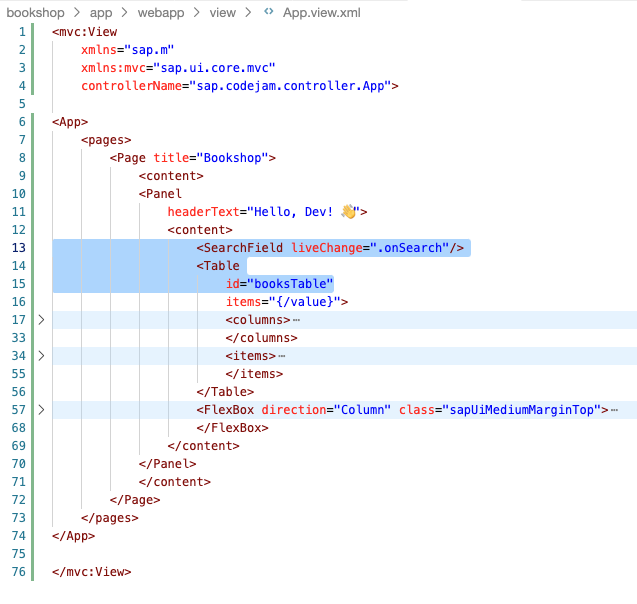 bookshop > app > webapp > view > <> App.view.xml
1 <mvc:View
2 xmlns="sap.m"
3 xmlns:mvc="sap.ui.core.mvc"
4 controllerName="sap.codejam.controller.App">
5
6 <App>
7 <pages>
8 <Page title="Bookshop">
9 <content>
10 <Panel
11 headerText="Hello, Dev! 👋">
12 <content>
13 <SearchField liveChange=".onSearch"/>
14 <Table
15 id="booksTable"
16 items="{/value}">
17 > <columns>…
33 </columns>
34 > <items>…
55 </items>
56 </Table>
57 > <FlexBox direction="Column" class="sapUiMediumMarginTop">…
68 </FlexBox>
69 </content>
70 </Panel>
71 </content>
72 </Page>
73 </pages>
74 </App>
75
76 </mvc:View>